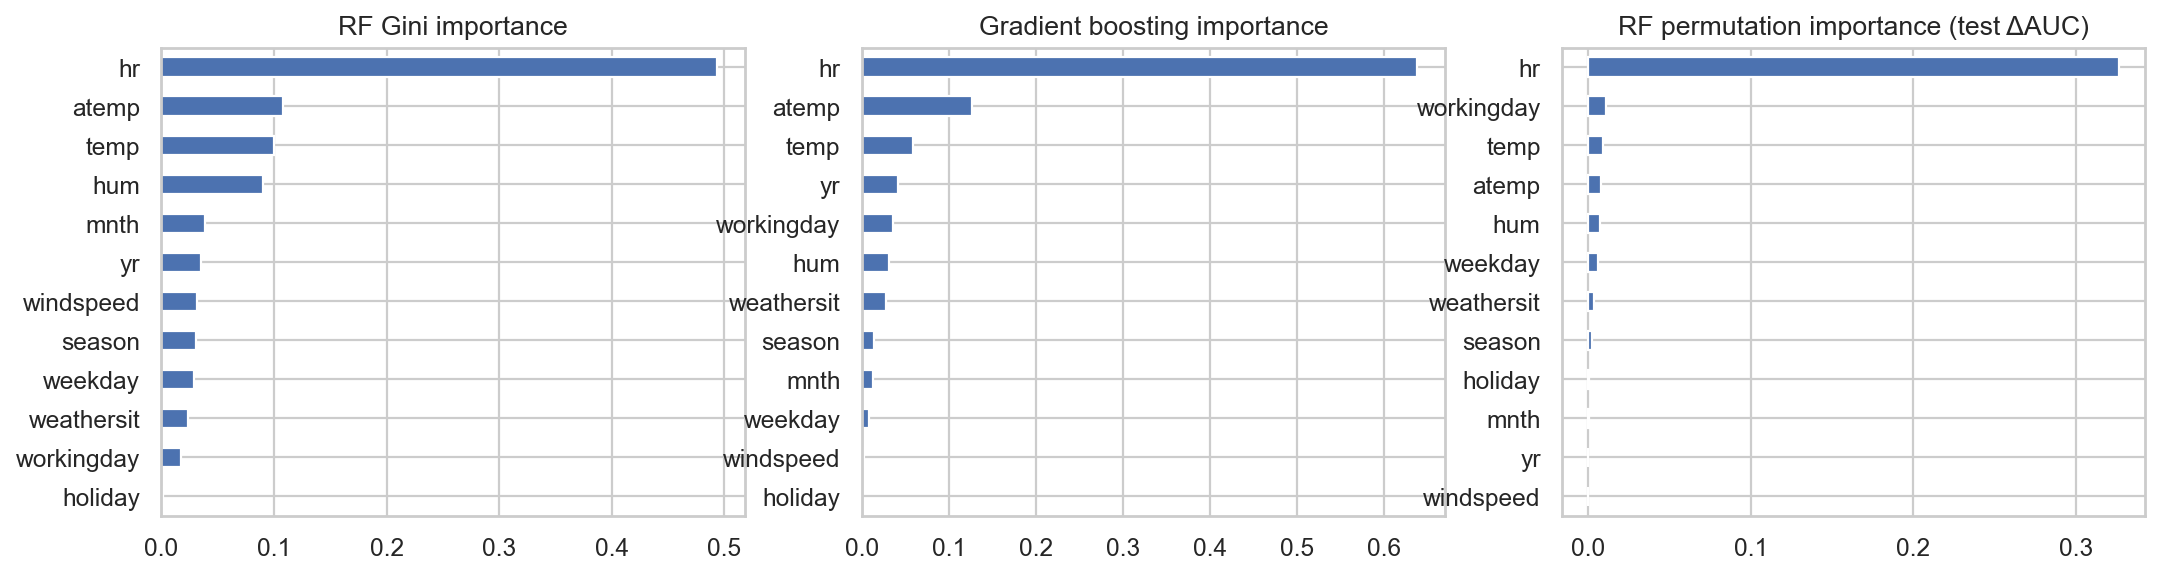 RF Gini importance
hr
atemp
temp
hum
mnth
yr
windspeed
season
weekday
weathersit
workingday
holiday
0.0 0.1 0.2 0.3 0.4 0.5
Gradient boosting importance
hr
atemp
temp
yr
workingday
hum
weathersit
season
mnth
weekday
windspeed
holiday
0.0 0.1 0.2 0.3 0.4 0.5 0.6
RF permutation importance (test ΔAUC)
hr
workingday
temp
atemp
hum
weekday
weathersit
season
holiday
mnth
yr
windspeed
0.0 0.1 0.2 0.3